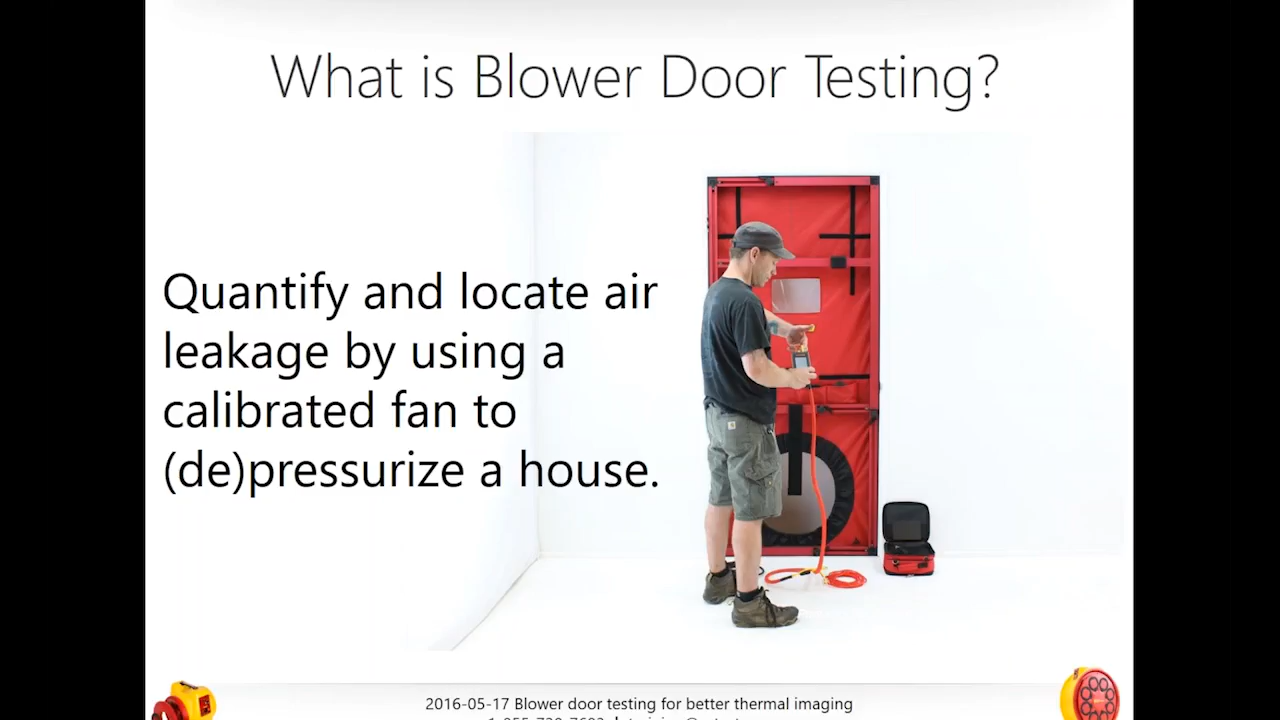 What is Blower Door Testing?
Quantify and locate air
leakage by using a
calibrated fan to
(de)pressurize a house.
2016-05-17 Blower door testing for better thermal imaging